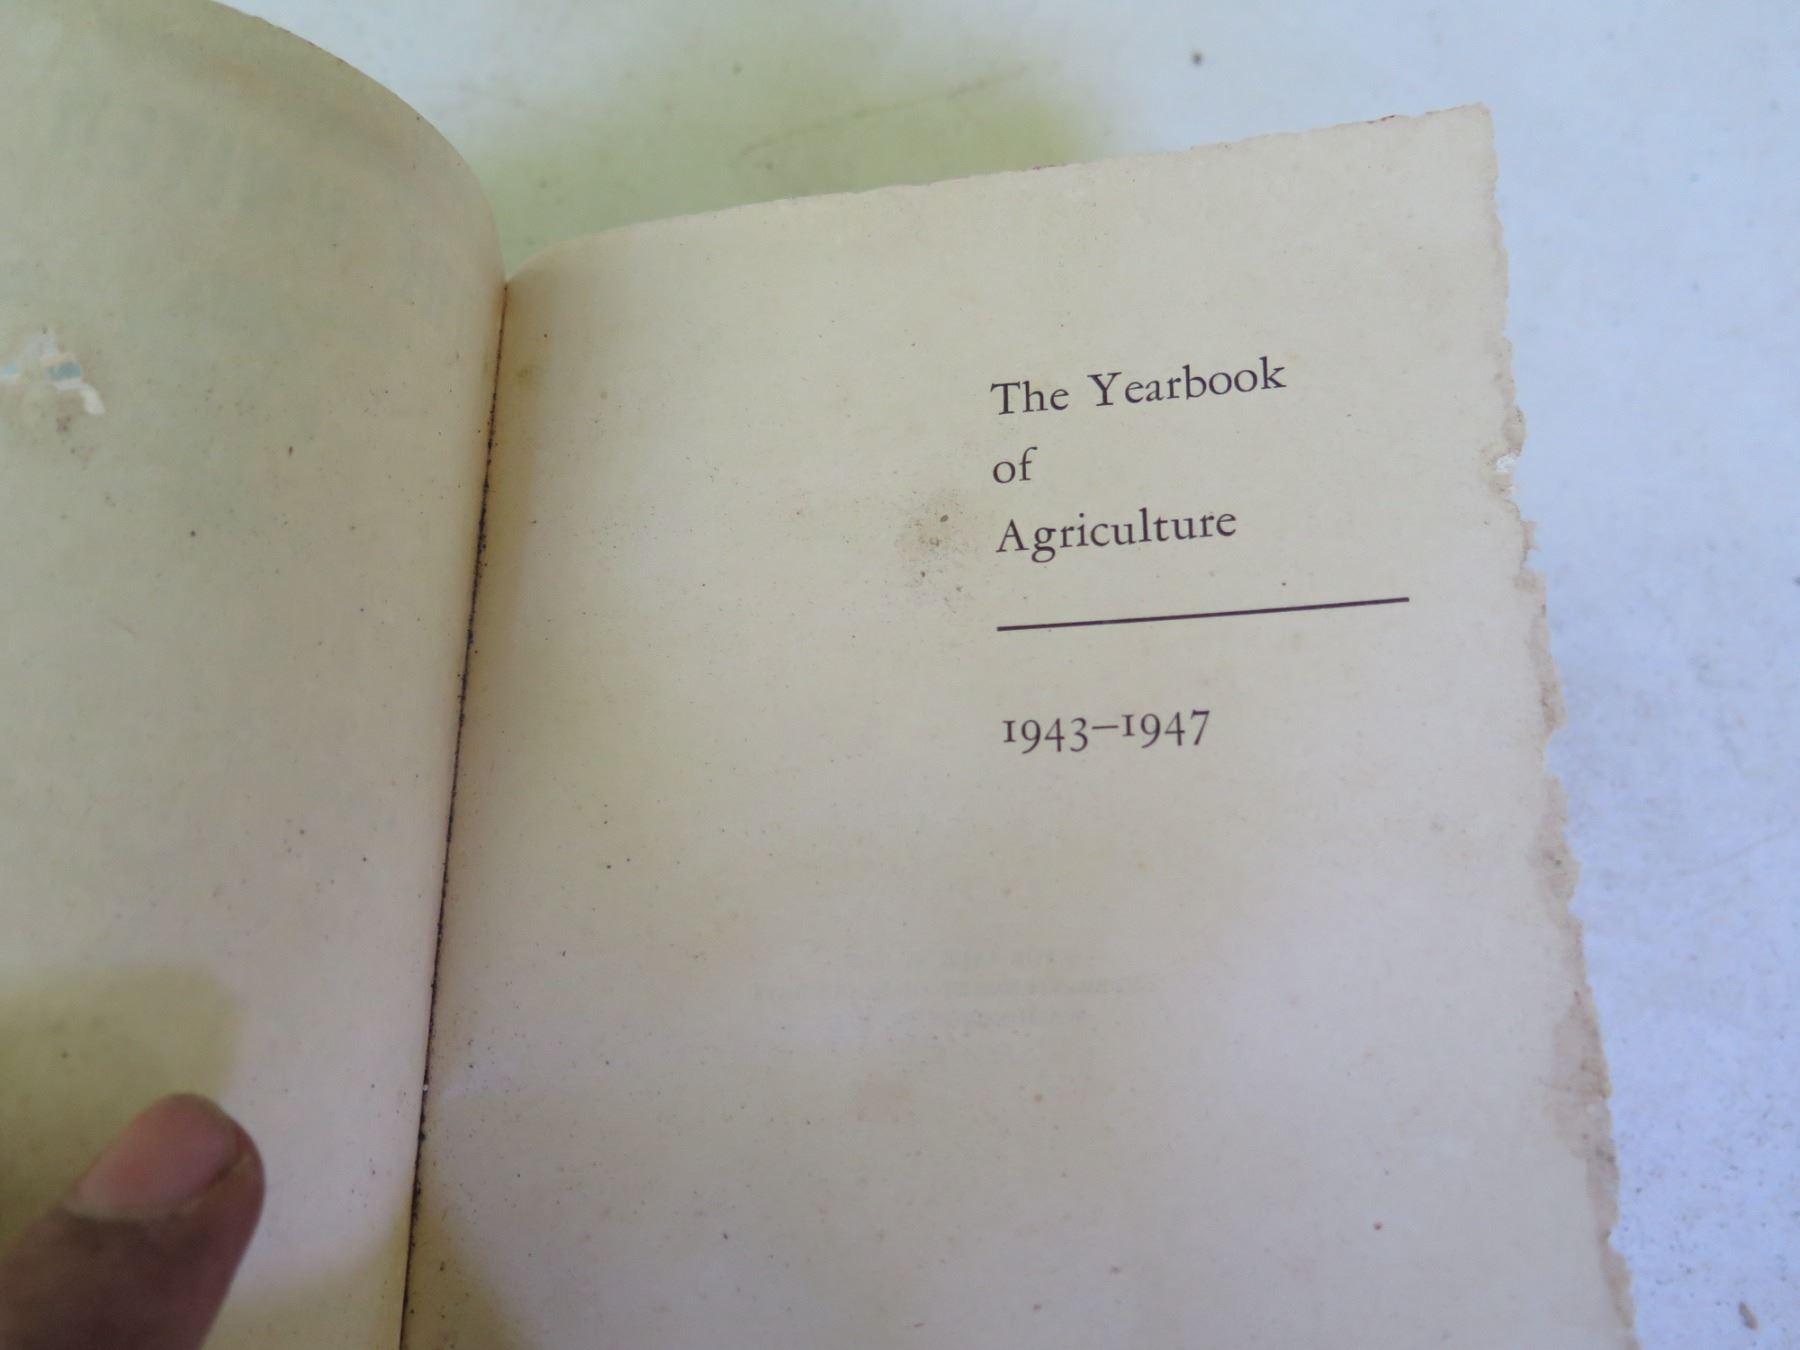 The Yearbook
of
Agriculture
1943–1947